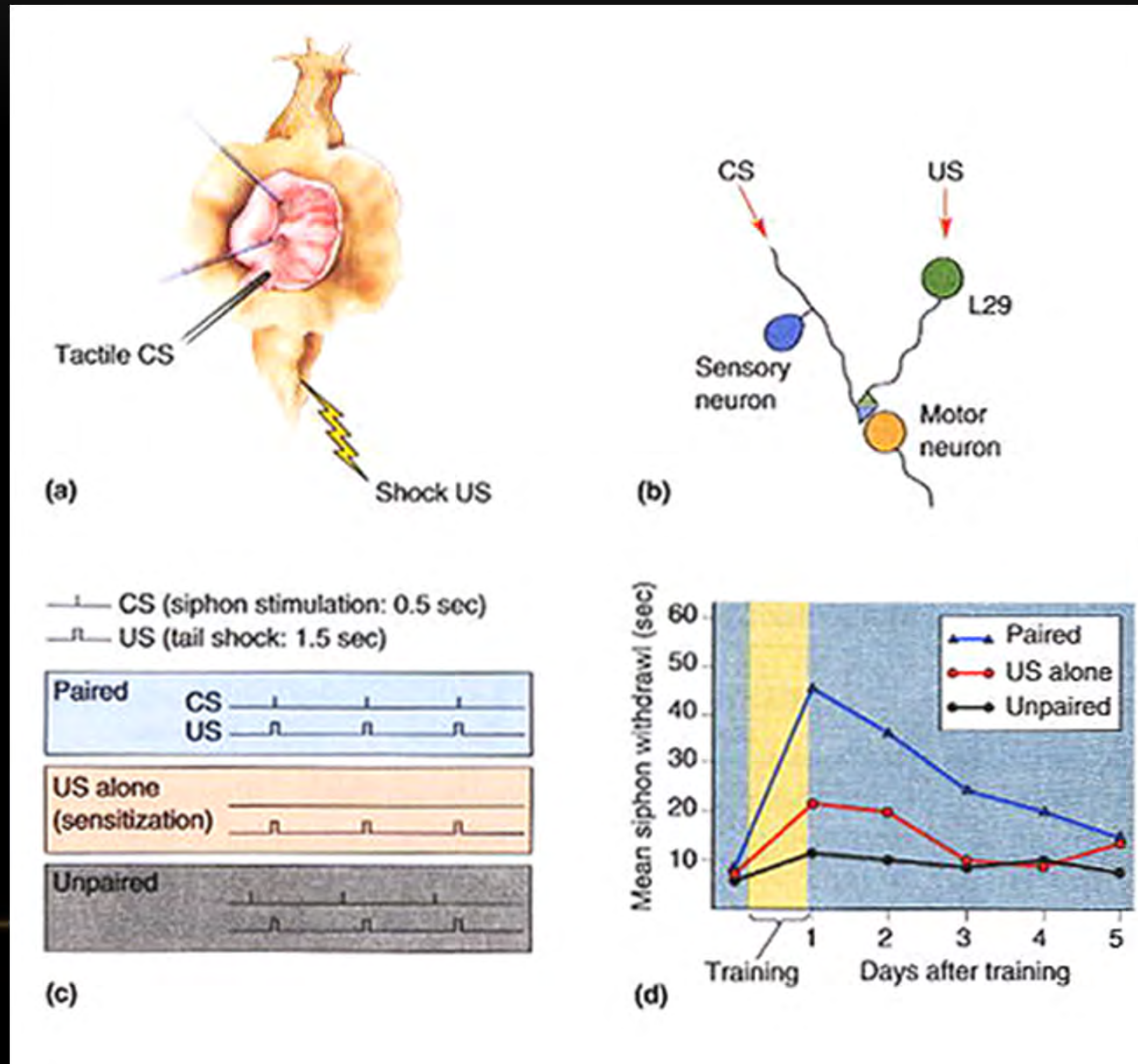 Tactile CS
Shock US
(a)
CS
US
L29
Sensory
neuron
Motor
neuron
(b)
CS (siphon stimulation: 0.5 sec)
US (tail shock: 1.5 sec)
Paired
CS
US
US alone
(sensitization)
Unpaired
(c)
Mean siphon withdrawl (sec)
60
50
40
30
20
10
Paired
US alone
Unpaired
1 2 3 4 5
Training
Days after training
(d)